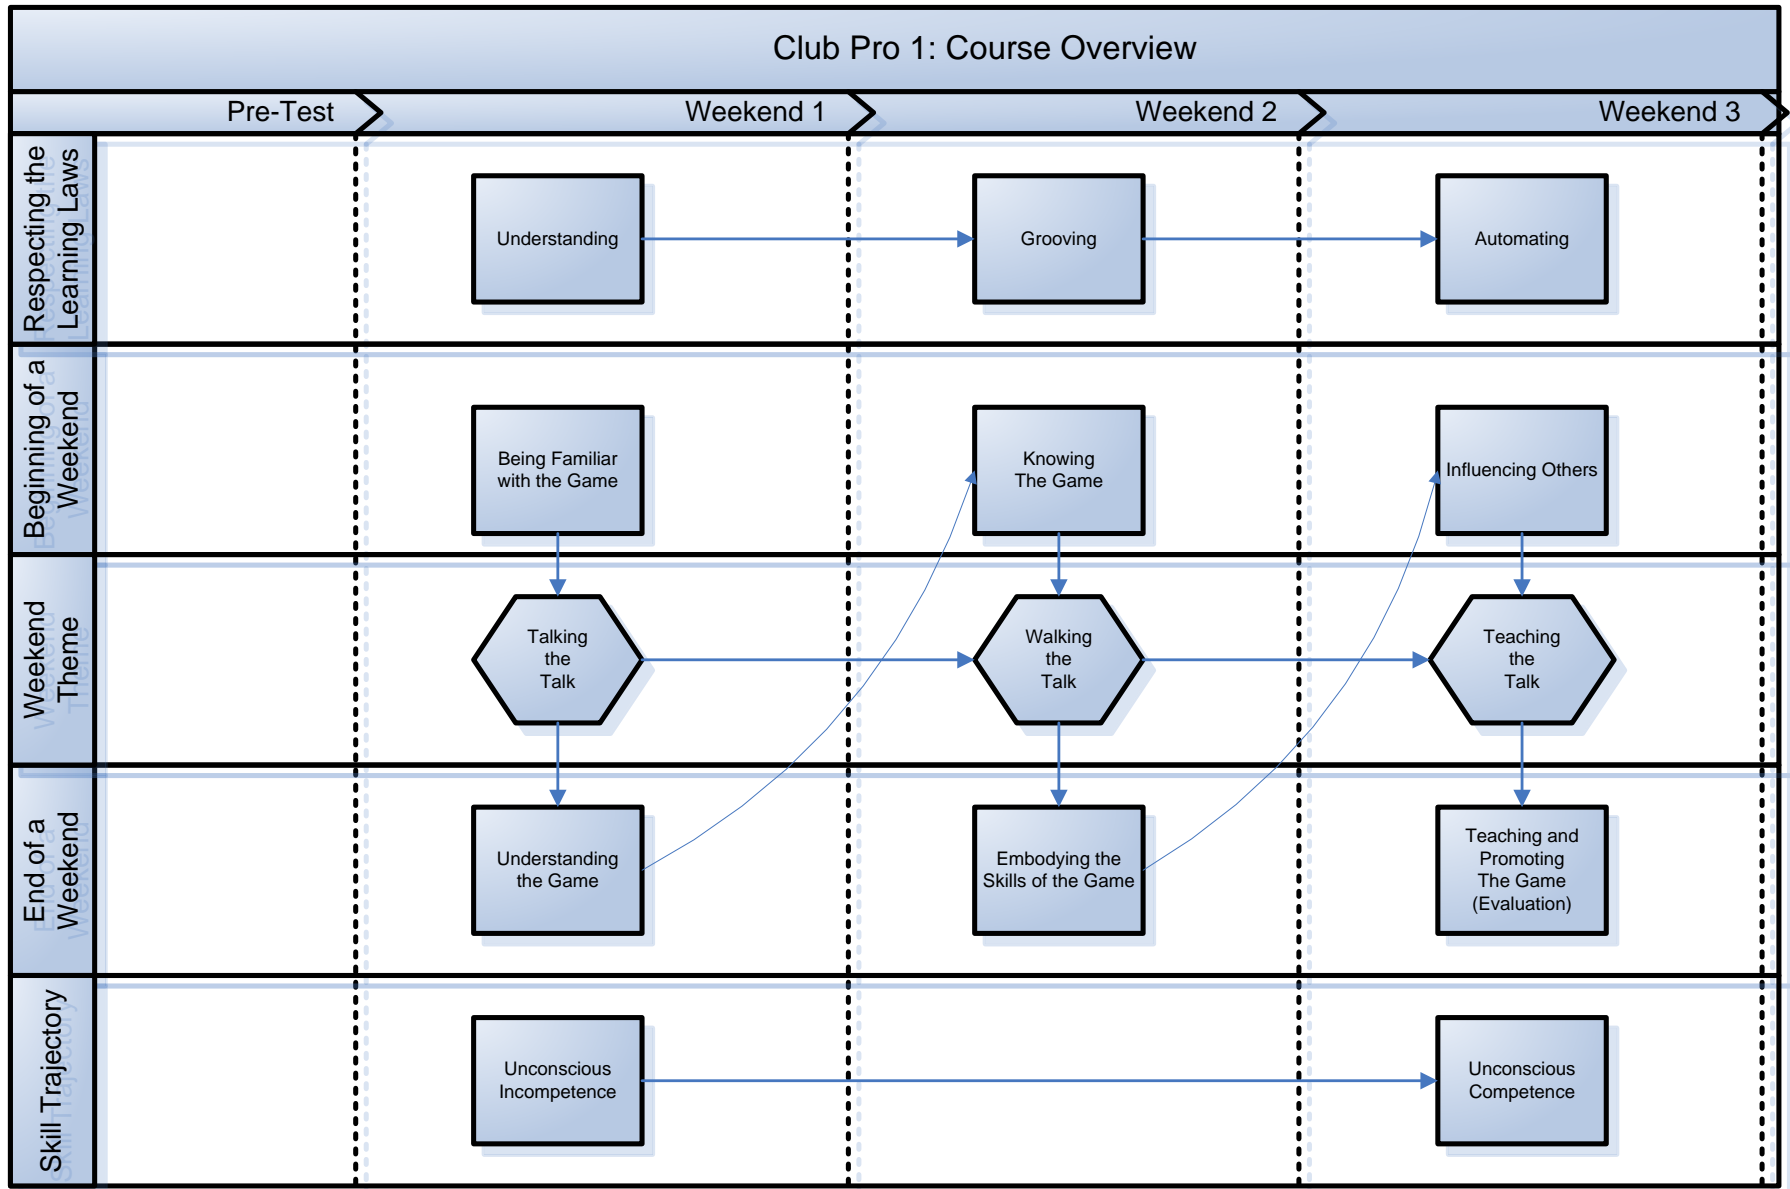 Club Pro 1: Course Overview
Pre-Test
Weekend 1
Weekend 2
Weekend 3
Respecting the
Learning Laws
Understanding
Grooving
Automating
Beginning of a
Weekend
Being Familiar
with the Game
Knowing
The Game
Influencing Others
Weekend
Theme
Talking
the
Talk
Walking
the
Talk
Teaching
the
Talk
End of a
Weekend
Understanding
the Game
Embodying the
Skills of the Game
Teaching and
Promoting
The Game
(Evaluation)
Skill Trajectory
Unconscious
Incompetence
Unconscious
Competence